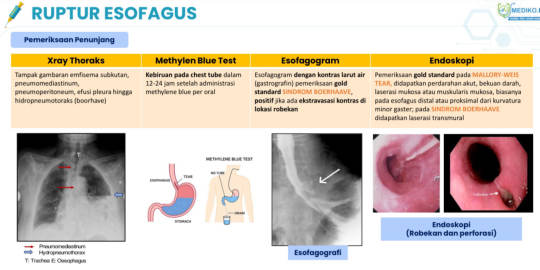 RUPTUR ESOFAGUS
MEDIKO.I
Pemeriksaan Penunjang
Xray Thoraks
Methylen Blue Test
Esofagogram
Endoskopi
Tampak gambaran emfisema subkutan,
pneumomediastinum,
pneumoperitoneum, efusi pleura hingga
hidropneumotoraks (boorhave)
Kebiruan pada chest tube dalam
12-24 jam setelah administrasi
methylene blue per oral
Esofagogram dengan kontras larut air
(gastrografin) pemeriksaan gold
standard SINDROM BOERHAAVE,
positif jika ada ekstravasasi kontras di
lokasi robekan
Pemeriksaan gold standard pada MALLORY-WEIS
TEAR, didapatkan perdarahan akut, bekuan darah,
laserasi mukosa atau muskularis mukosa, biasanya
pada esofagus distal atau proksimal dari kurvatura
minor gaster; pada SINDROM BOERHAAVE
didapatkan laserasi transmural
METHYLENE BLUE TEST
ESOPHAGUS
TEAR
NG TUBE
STOMACH
DRAIN
Pneumomediastinum
Hydropneumothorax
T: Trachea E: Oesophagus
Esofagografi
Endoskopi
(Robekan dan perforasi)